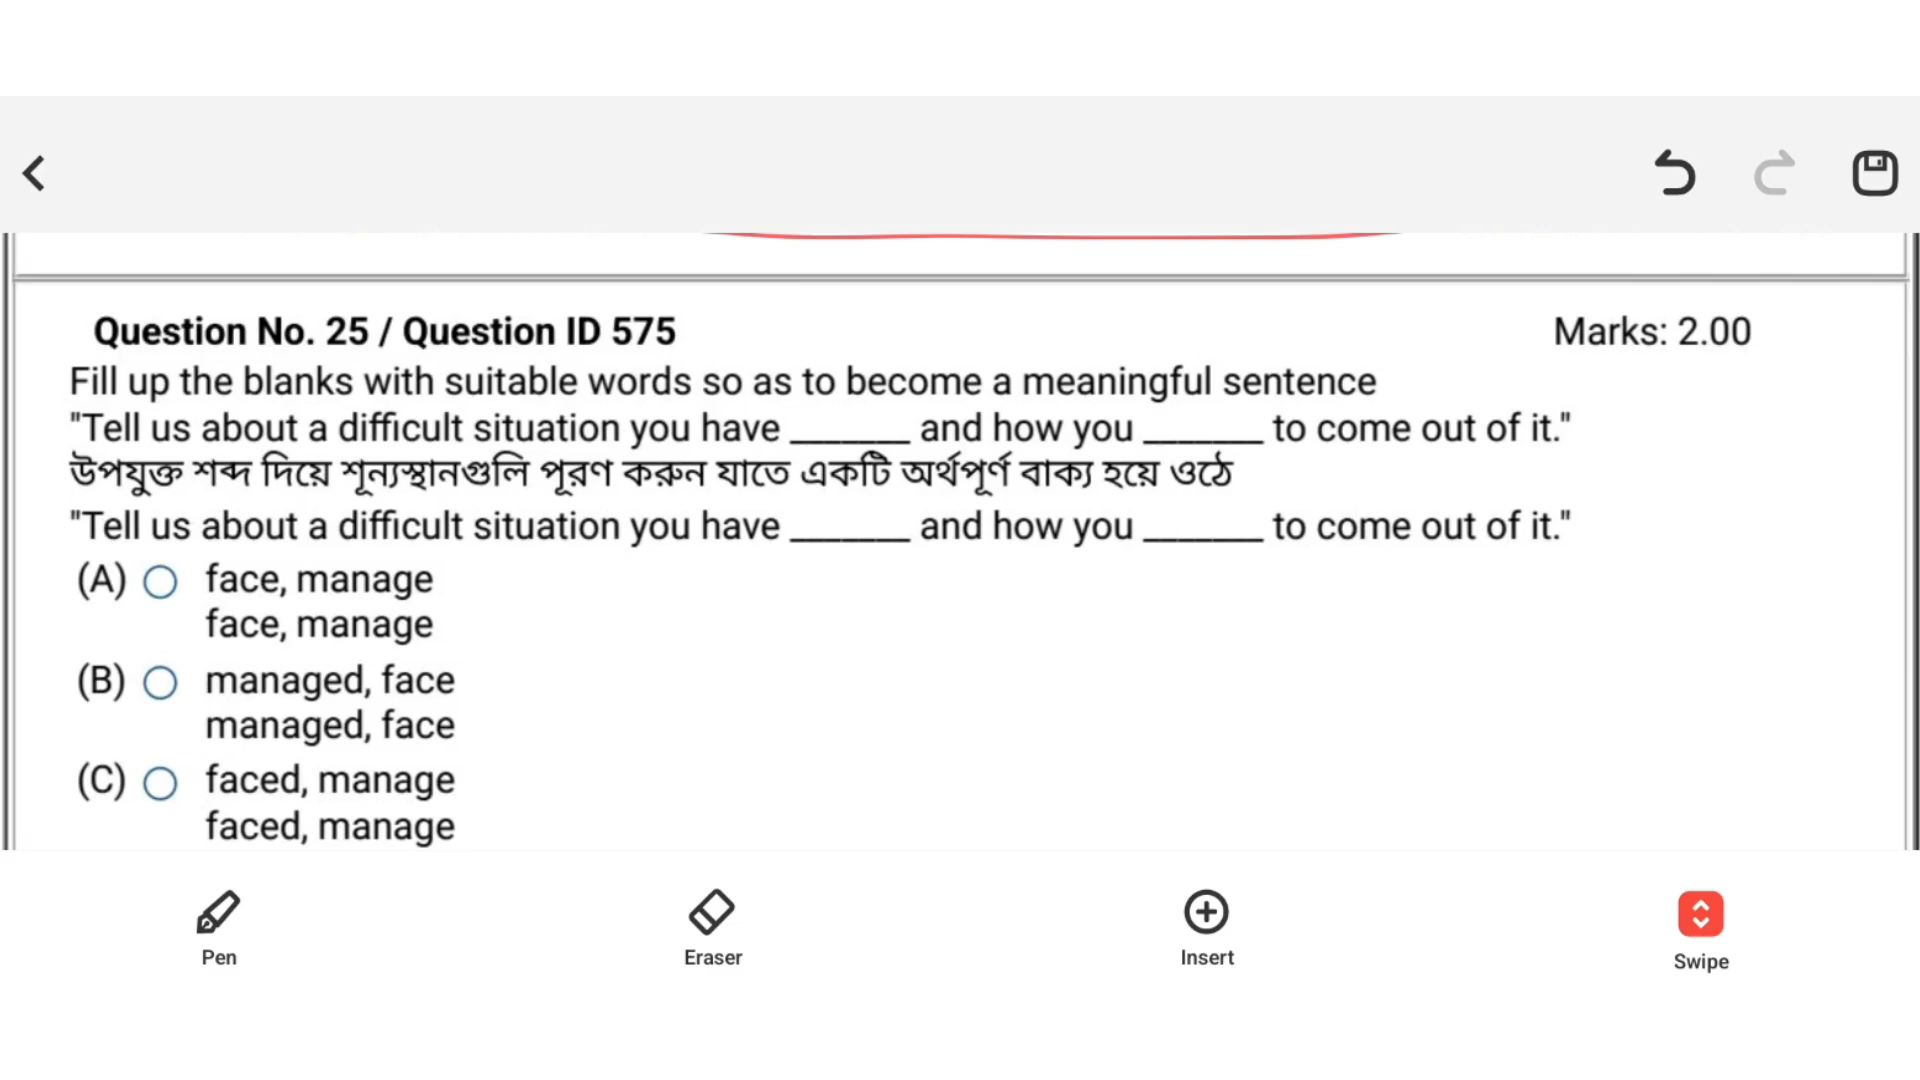 Question No. 25 / Question ID 575 Marks: 2.00
Fill up the blanks with suitable words so as to become a meaningful sentence
"Tell us about a difficult situation you have _______ and how you _______ to come out of it."
উপযুক্ত শব্দ দিয়ে শূন্যস্থানগুলি পূরণ করুন যাতে একটি অর্থপূর্ণ বাক্য হয়ে ওঠে
"Tell us about a difficult situation you have _______ and how you _______ to come out of it."
(A) face, manage
face, manage
(B) managed, face
managed, face
(C) faced, manage
faced, manage
Pen Eraser Insert Swipe